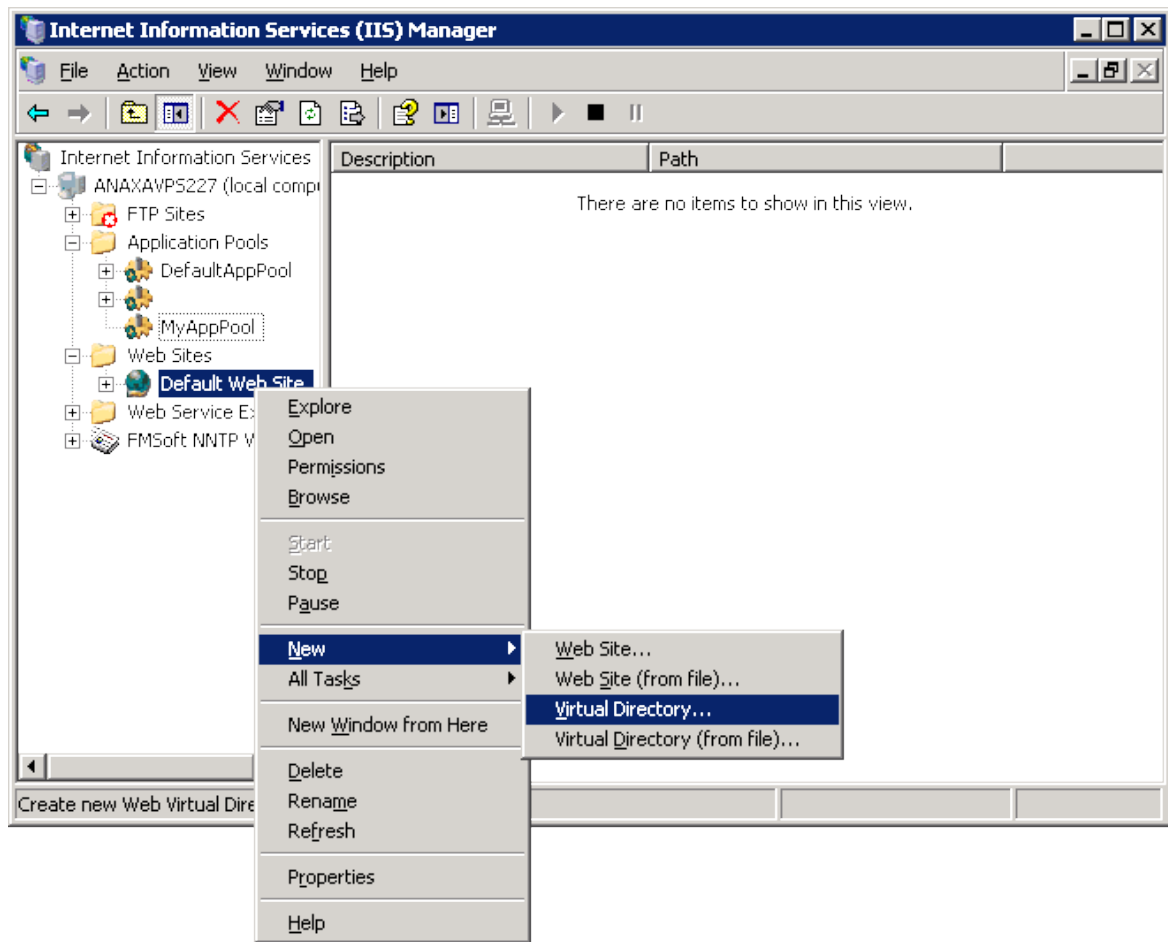 Internet Information Services (IIS) Manager
File Action View Window Help
Internet Information Services
Description Path
ANAXAVPS227 (local comp
There are no items to show in this view.
FTP Sites
Application Pools
DefaultAppPool
MyAppPool
Web Sites
Default Web Site
Web Service E
FMSoft NNTP V
Explore
Open
Permissions
Browse
Start
Stop
Pause
New
All Tasks
New Window from Here
Delete
Rename
Refresh
Properties
Help
Web Site...
Web Site (from file)...
Virtual Directory...
Virtual Directory (from file)...
Create new Web Virtual Dire